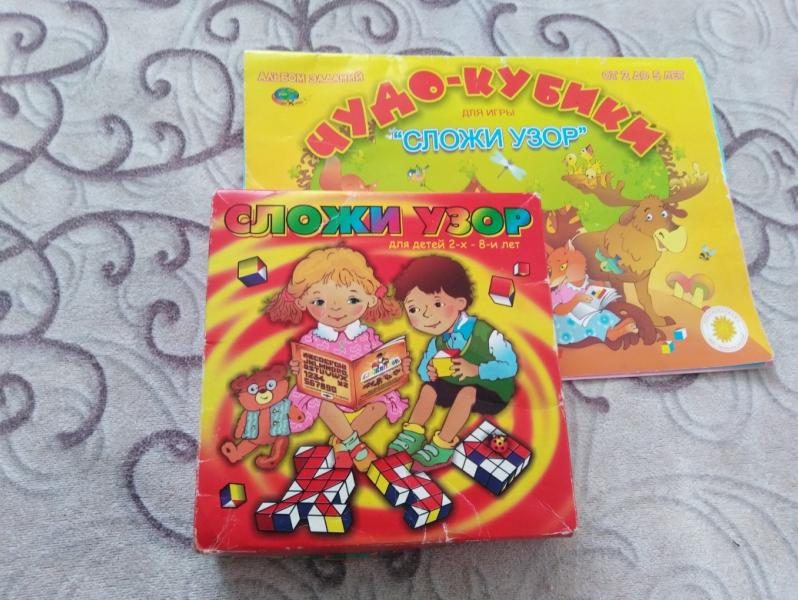 АЛЬБОМ ЗАДАНИЙ
ОТ 2 ДО 5 ЛЕТ
ЧУДО-КУБИКИ
ДЛЯ ИГРЫ
"СЛОЖИ УЗОР"
СЛОЖИ УЗОР
для детей 2-х - 8-и лет